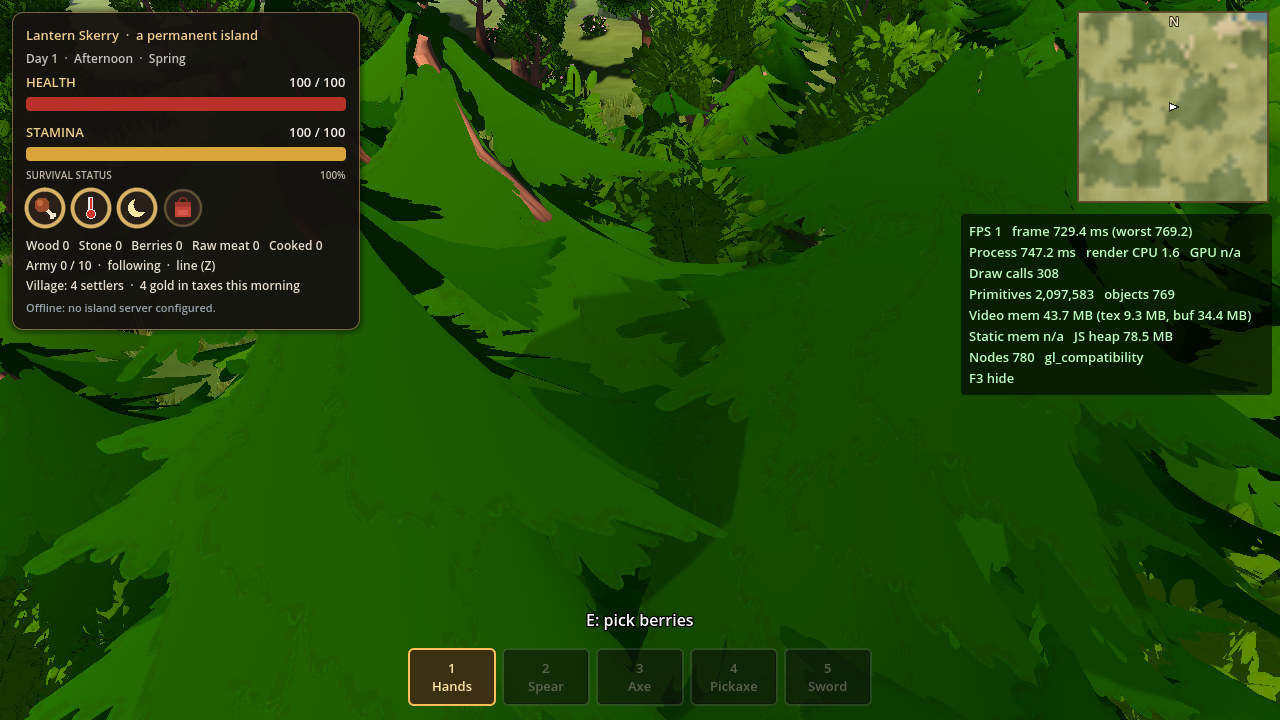 Lantern Skerry · a permanent island
Day 1 · Afternoon · Spring
HEALTH 100 / 100
STAMINA 100 / 100
SURVIVAL STATUS 100%
Wood 0 Stone 0 Berries 0 Raw meat 0 Cooked 0
Army 0 / 10 · following · line (Z)
Village: 4 settlers · 4 gold in taxes this morning
Offline: no island server configured.
N
FPS 1 frame 729.4 ms (worst 769.2)
Process 747.2 ms render CPU 1.6 GPU n/a
Draw calls 308
Primitives 2,097,583 objects 769
Video mem 43.7 MB (tex 9.3 MB, buf 34.4 MB)
Static mem n/a JS heap 78.5 MB
Nodes 780 gl_compatibility
F3 hide
E: pick berries
1 Hands
2 Spear
3 Axe
4 Pickaxe
5 Sword